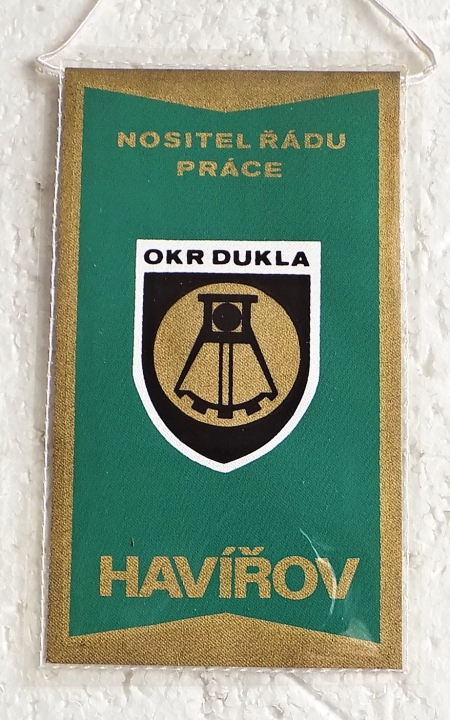 NOSITEL ŘÁDU
PRÁCE
OKR DUKLA
HAVÍŘOV